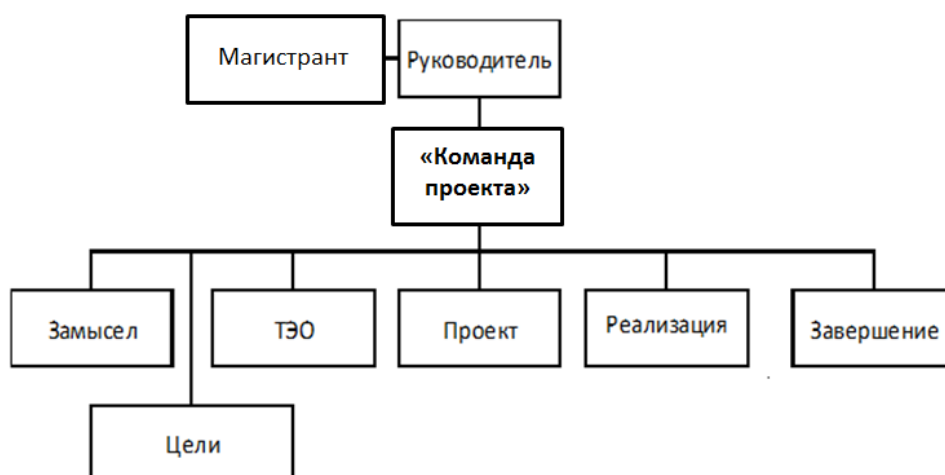 Магистрант
Руководитель
«Команда
проекта»
Замысел
ТЭО
Проект
Реализация
Завершение
Цели